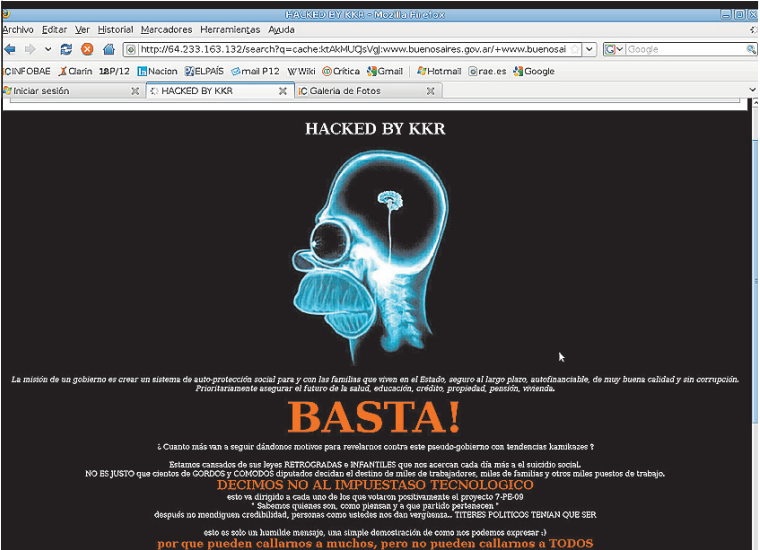 HACKED BY KKR - Mozilla Firefox
Archivo Editar Ver Historial Marcadores Herramientas Ayuda
http://64.233.163.132/search?q=cache:ktAkMUQsVgJ:www.buenosaires.gov.ar/+www.buenosai
Google
INFOBAE Clarín P/12 Nacion ELPAÍS mail P12 Wiki Crítica Gmail Hotmail rae.es Google
Iniciar sesión HACKED BY KKR Galeria de Fotos
HACKED BY KKR
La misión de un gobierno es crear un sistema de auto-protección social para y con las familias que viven en el Estado, seguro al largo plazo, autofinanciable, de muy buena calidad y sin corrupción.
Prioritariamente asegurar el futuro de la salud, educación, crédito, propiedad, pensión, vivienda.
BASTA!
¿ Cuanto más van a seguir dándonos motivos para revelarnos contra este pseudo-gobierno con tendencias kamikazes ?
Estamos cansados de sus leyes RETROGRADAS e INFANTILES que nos acercan cada día más a el suicidio social.
NO ES JUSTO que cientos de GORDOS y COMODOS diputados decidan el destino de miles de trabajadores, miles de familias y otros miles puestos de trabajo.
DECIMOS NO AL IMPUESTASO TECNOLOGICO
esto va dirigido a cada uno de los que votaron positivamente el proyecto 7-PE-09
" Sabemos quienes son, como piensan y a que partido pertenecen "
después no mendiguen credibilidad, personas como ustedes nos dan vergüenza.. TITERES POLITICOS TENIAN QUE SER
esto es solo un humilde mensaje, una simple demostración de como nos podemos expresar :)
por que pueden callarnos a muchos, pero no pueden callarnos a TODOS